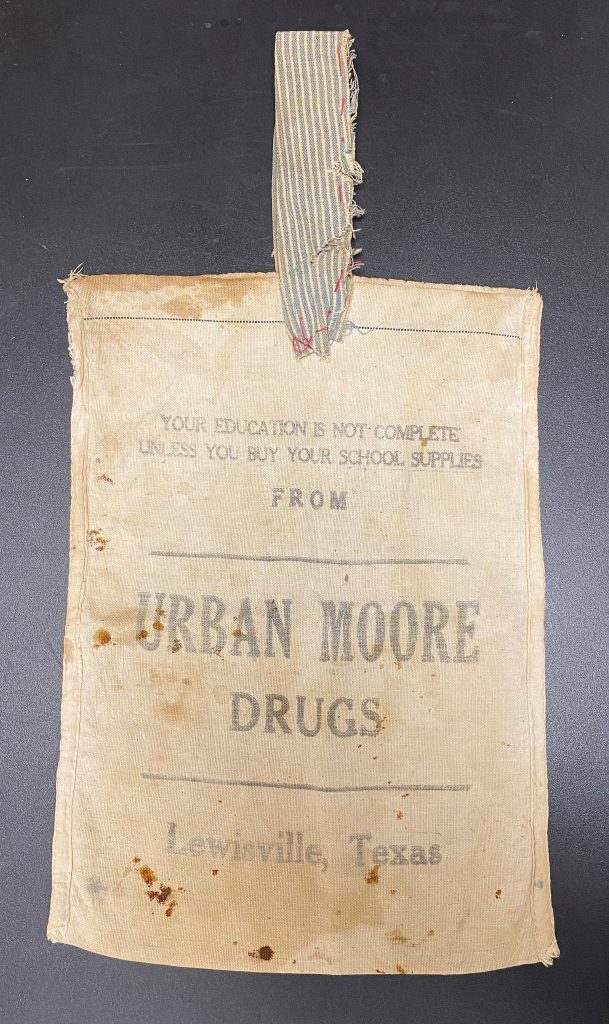 YOUR EDUCATION IS NOT COMPLETE
UNLESS YOU BUY YOUR SCHOOL SUPPLIES
FROM
URBAN MOORE
DRUGS
Lewisville, Texas